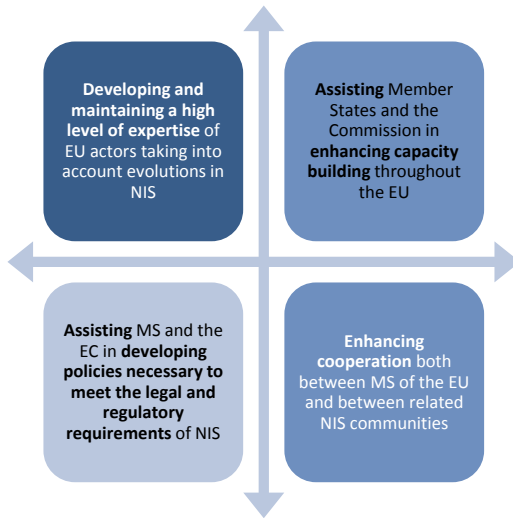 Developing and
maintaining a high
level of expertise of
EU actors taking into
account evolutions in
NIS
Assisting Member
States and the
Commission in
enhancing capacity
building throughout
the EU
Assisting MS and the
EC in developing
policies necessary to
meet the legal and
regulatory
requirements of NIS
Enhancing
cooperation both
between MS of the EU
and between related
NIS communities